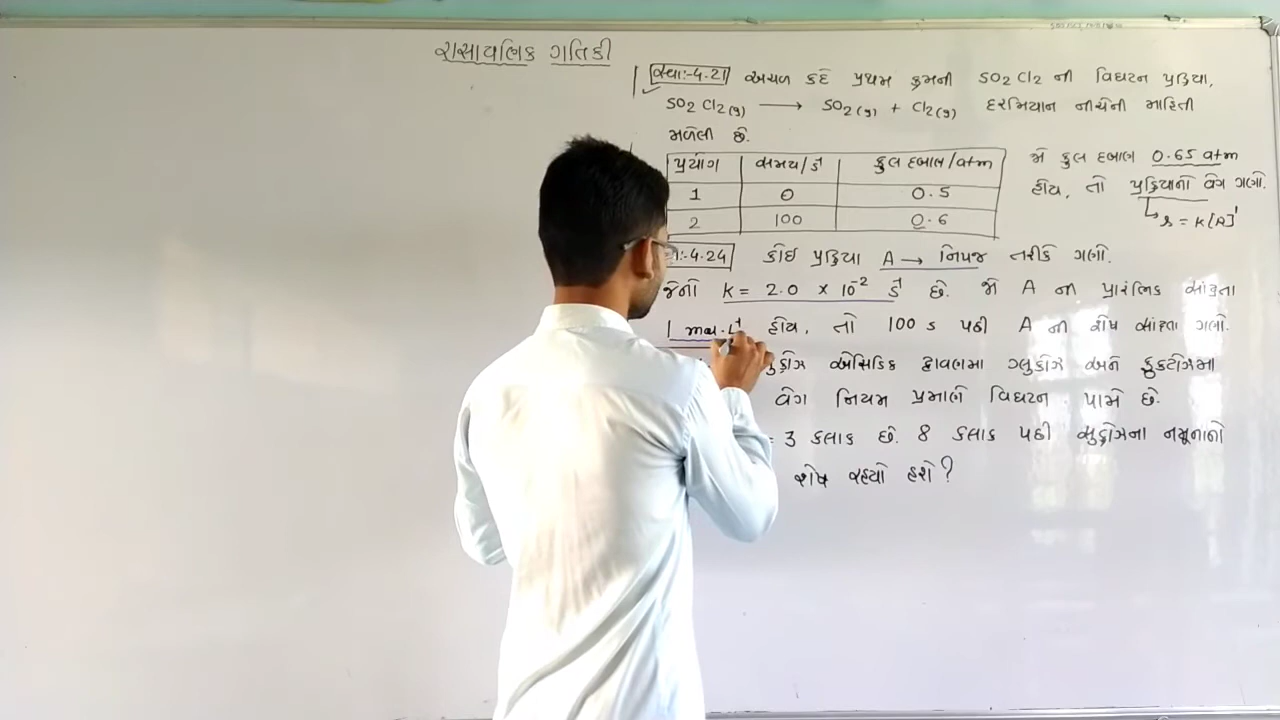 રાસાયણિક ગતિકી
સ્વા:-4.21 અચળ કદે પ્રથમ ક્રમની SO2Cl2 ની વિઘટન પ્રક્રિયા,
SO2Cl2(g) ⟶ SO2(g) + Cl2(g) દરમિયાન નીચેની માહિતી
મળેલી છે.
પ્રયોગ સમય/s⁻¹ કુલ દબાણ/atm
1 0 0.5
2 100 0.6
જો કુલ દબાણ 0.65 atm
હોય, તો પ્રક્રિયાનો વેગ ગણો.
r = K[A]¹
:-4.24 કોઈ પ્રક્રિયા A → નિપજ તરીકે ગણો.
જેનો K = 2.0 × 10⁻² s⁻¹ છે. જો A ની પ્રારંભિક સાંદ્રતા
1 mol.L⁻¹ હોય, તો 100 s પછી A ની શેષ સાંદ્રતા ગણો.
એસિડિક દ્રાવણમા ગ્લુકોઝ અને ફ્રુકટોઝમા
વેગ નિયમ પ્રમાણે વિઘટન પામે છે.
= 3 કલાક છે. 8 કલાક પછી સુક્રોઝના નમૂનાનો
શેષ રહ્યો હશે?